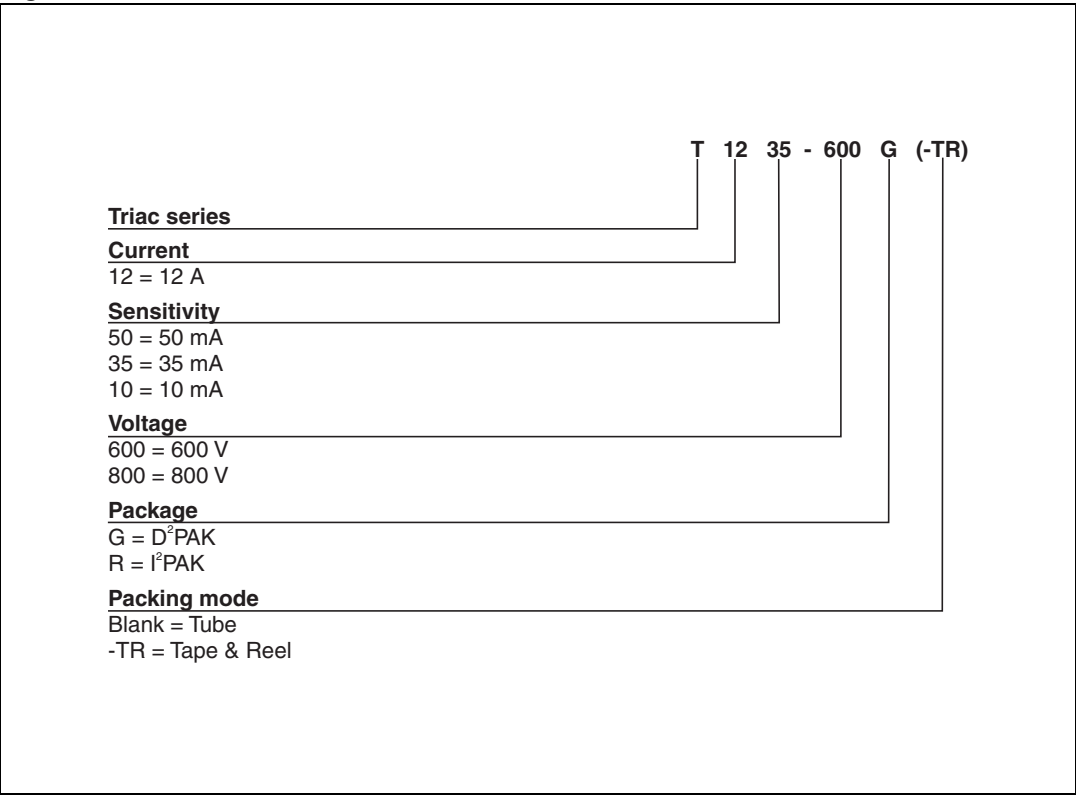 T 12 35 - 600 G (-TR)
Triac series
Current
12 = 12 A
Sensitivity
50 = 50 mA
35 = 35 mA
10 = 10 mA
Voltage
600 = 600 V
800 = 800 V
Package
G = D²PAK
R = I²PAK
Packing mode
Blank = Tube
-TR = Tape & Reel